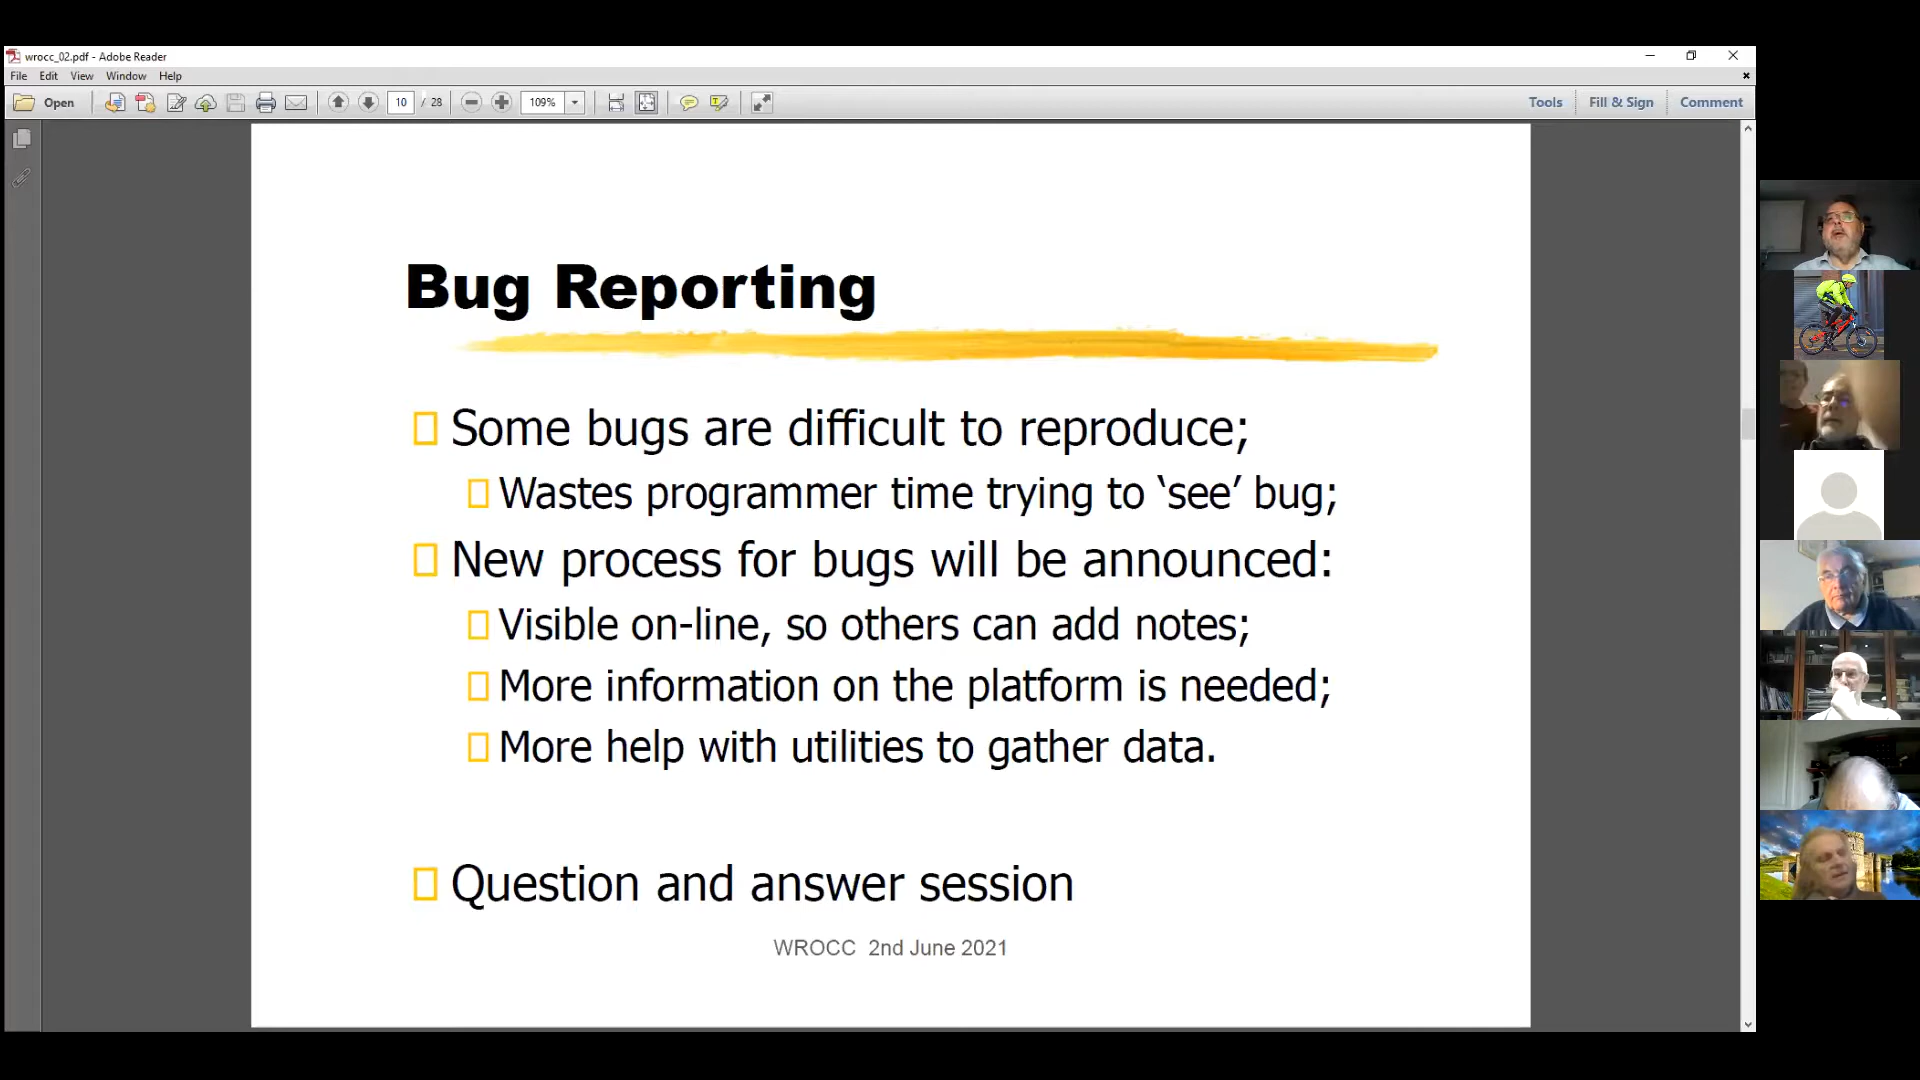 wrocc_02.pdf - Adobe Reader
File Edit View Window Help
Open 10 / 28 109% Tools Fill & Sign Comment
Bug Reporting
Some bugs are difficult to reproduce;
Wastes programmer time trying to ‘see’ bug;
New process for bugs will be announced:
Visible on-line, so others can add notes;
More information on the platform is needed;
More help with utilities to gather data.
Question and answer session
WROCC 2nd June 2021